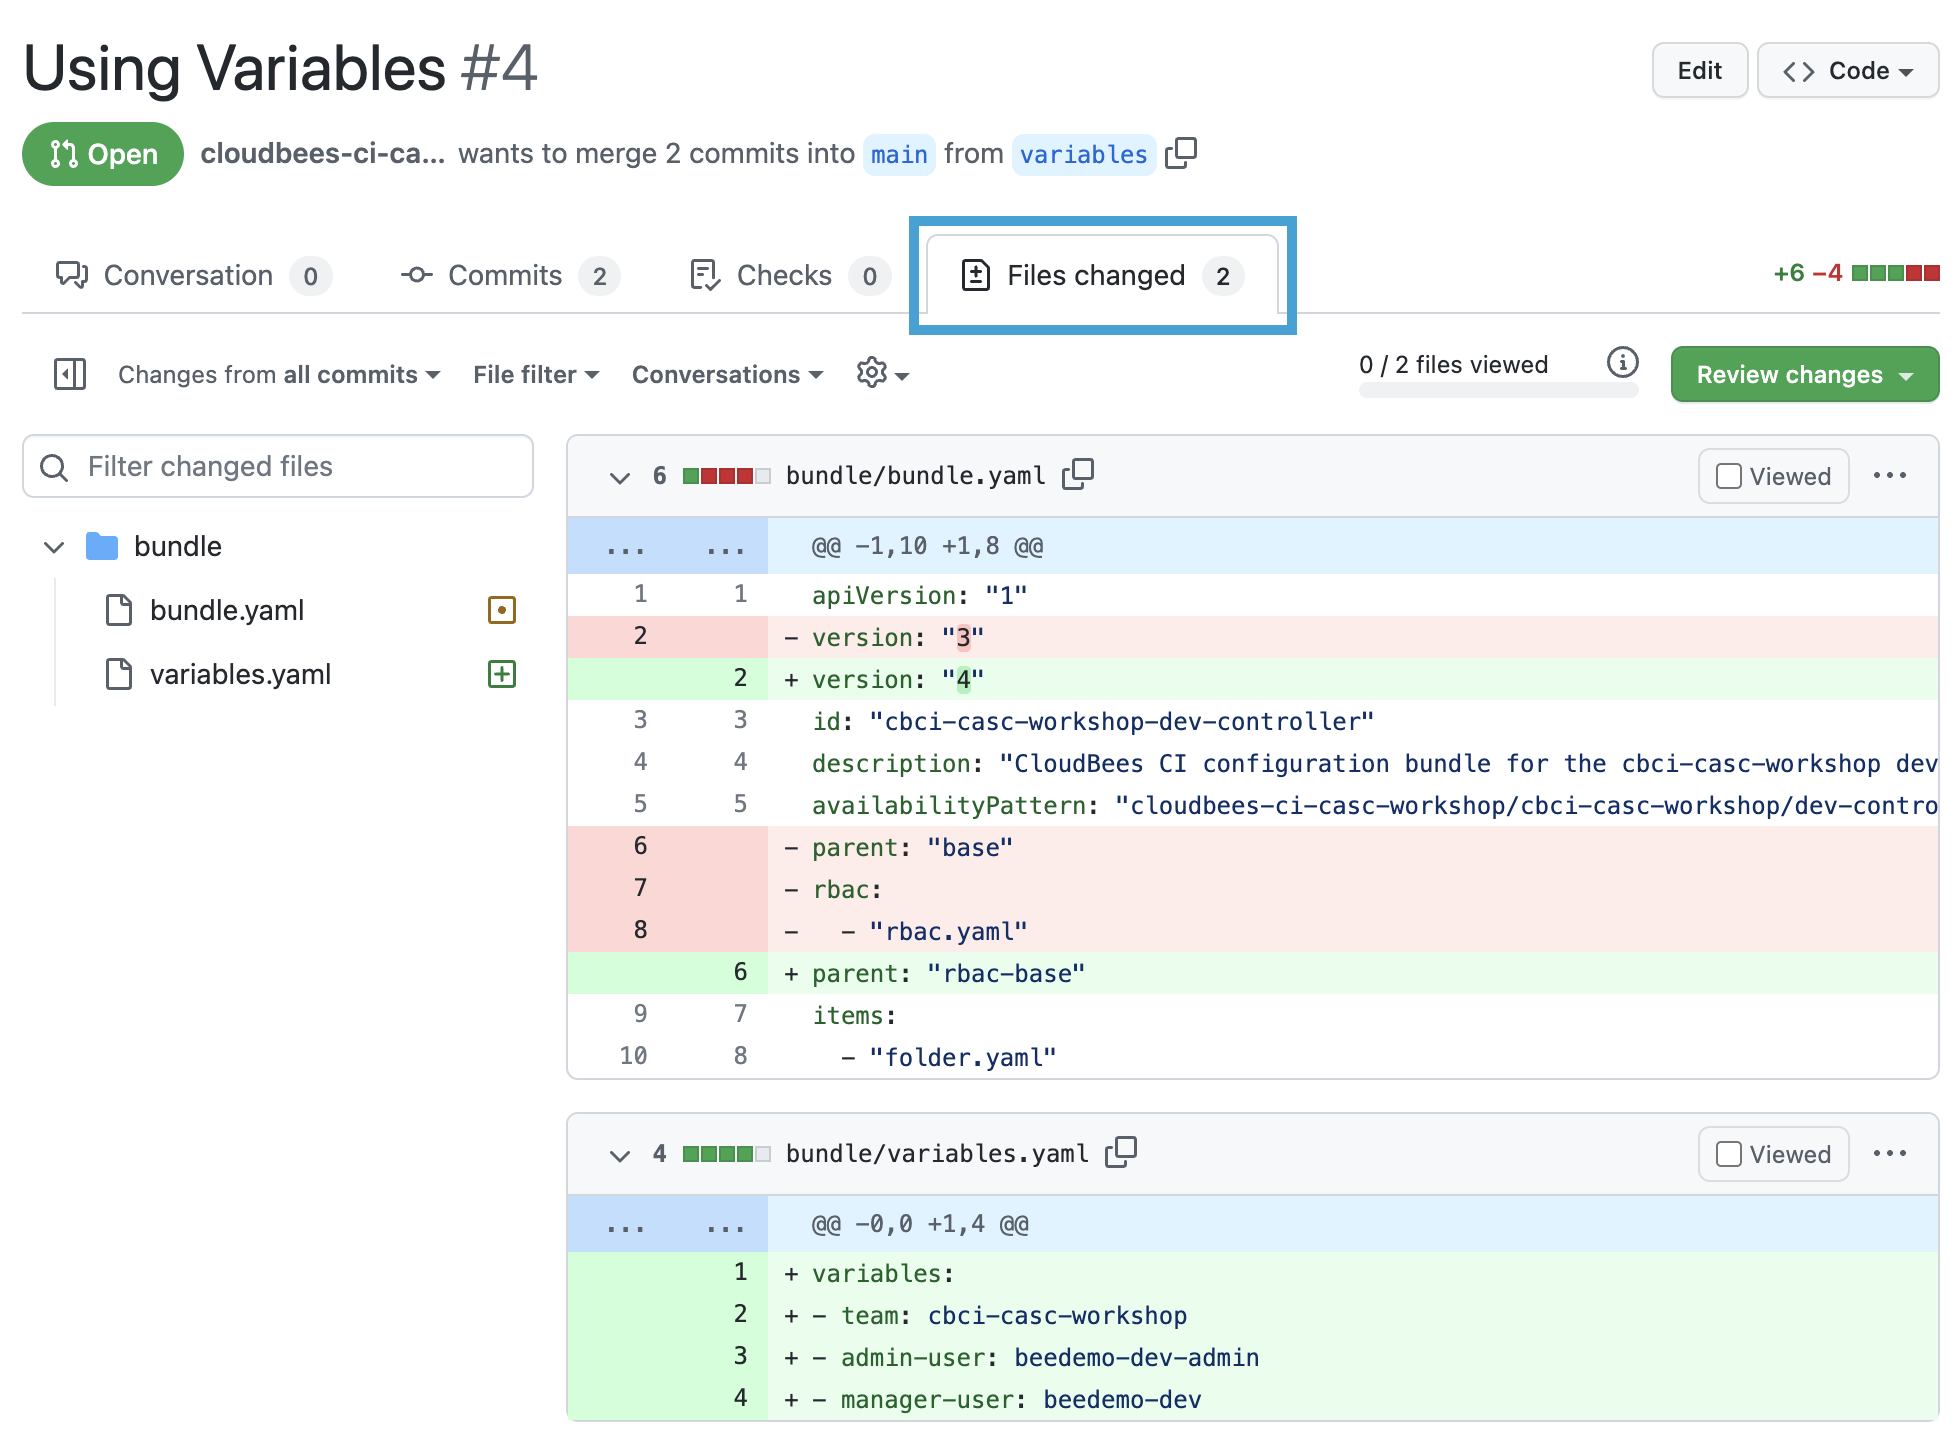 Using Variables #4
Edit
Code
Open
cloudbees-ci-ca... wants to merge 2 commits into main from variables
Conversation 0
Commits 2
Checks 0
Files changed 2
+6 −4
Changes from all commits
File filter
Conversations
0 / 2 files viewed
Review changes
Filter changed files
bundle
bundle.yaml
variables.yaml
6 bundle/bundle.yaml
Viewed
...
... ... @@ -1,10 +1,8 @@
1 1 apiVersion: "1"
2 - version: "3"
2 + version: "4"
3 3 id: "cbci-casc-workshop-dev-controller"
4 4 description: "CloudBees CI configuration bundle for the cbci-casc-workshop dev
5 5 availabilityPattern: "cloudbees-ci-casc-workshop/cbci-casc-workshop/dev-contro
6 - parent: "base"
7 - rbac:
8 -   - "rbac.yaml"
6 + parent: "rbac-base"
9 7 items:
10 8   - "folder.yaml"
4 bundle/variables.yaml
Viewed
...
... ... @@ -0,0 +1,4 @@
1 + variables:
2 + - team: cbci-casc-workshop
3 + - admin-user: beedemo-dev-admin
4 + - manager-user: beedemo-dev